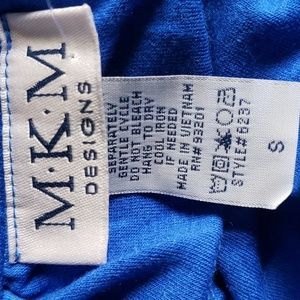 M·K·M
DESIGNS
SEPARATELY
GENTLE CYCLE
DO NOT BLEACH
HANG TO DRY
COOL IRON
IF NEEDED
MADE IN VIETNAM
RN# 93201
STYLE#6237
S